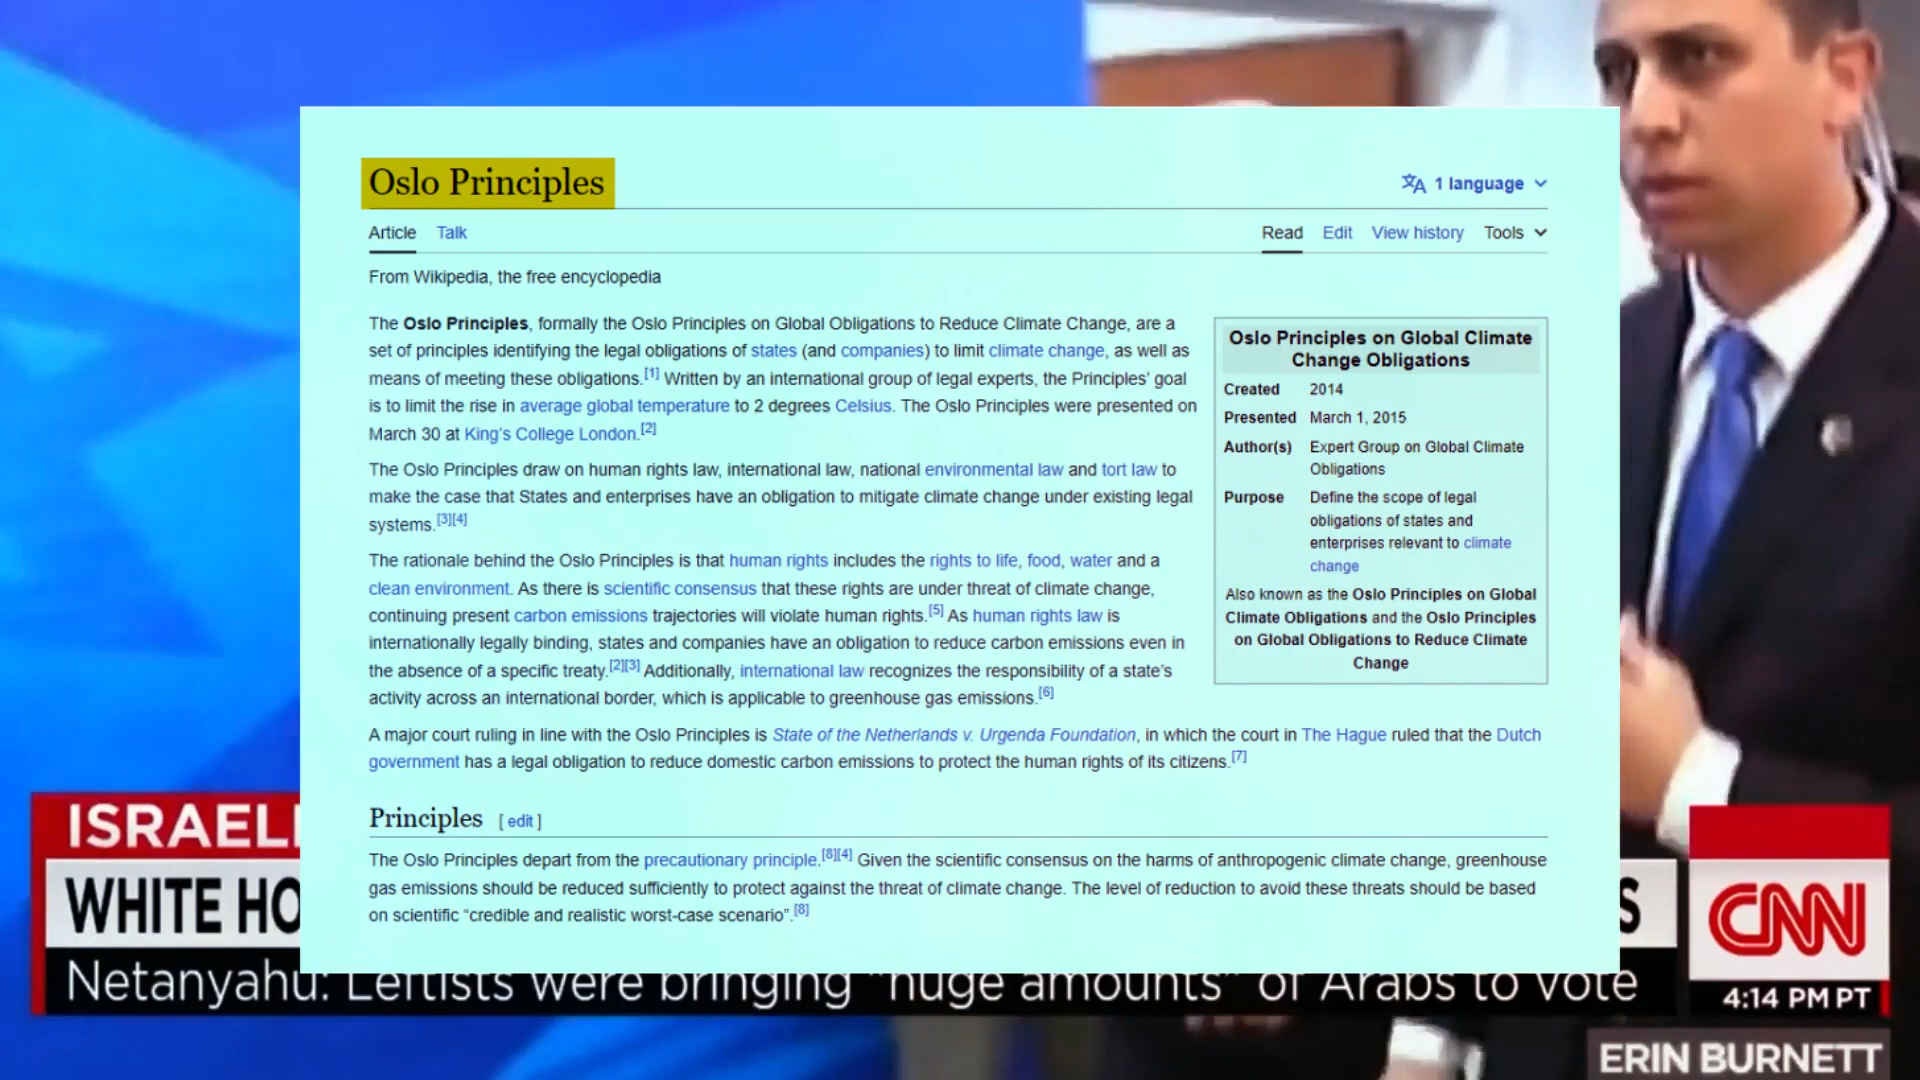 Oslo Principles
1 language
Article Talk
Read Edit View history Tools
From Wikipedia, the free encyclopedia
The Oslo Principles, formally the Oslo Principles on Global Obligations to Reduce Climate Change, are a
set of principles identifying the legal obligations of states (and companies) to limit climate change, as well as
means of meeting these obligations.[1] Written by an international group of legal experts, the Principles' goal
is to limit the rise in average global temperature to 2 degrees Celsius. The Oslo Principles were presented on
March 30 at King's College London.[2]
The Oslo Principles draw on human rights law, international law, national environmental law and tort law to
make the case that States and enterprises have an obligation to mitigate climate change under existing legal
systems.[3][4]
The rationale behind the Oslo Principles is that human rights includes the rights to life, food, water and a
clean environment. As there is scientific consensus that these rights are under threat of climate change,
continuing present carbon emissions trajectories will violate human rights.[5] As human rights law is
internationally legally binding, states and companies have an obligation to reduce carbon emissions even in
the absence of a specific treaty.[2][3] Additionally, international law recognizes the responsibility of a state's
activity across an international border, which is applicable to greenhouse gas emissions.[6]
Oslo Principles on Global Climate
Change Obligations
Created 2014
Presented March 1, 2015
Author(s) Expert Group on Global Climate
Obligations
Purpose Define the scope of legal
obligations of states and
enterprises relevant to climate
change
Also known as the Oslo Principles on Global
Climate Obligations and the Oslo Principles
on Global Obligations to Reduce Climate
Change
A major court ruling in line with the Oslo Principles is State of the Netherlands v. Urgenda Foundation, in which the court in The Hague ruled that the Dutch
government has a legal obligation to reduce domestic carbon emissions to protect the human rights of its citizens.[7]
Principles [ edit ]
The Oslo Principles depart from the precautionary principle.[8][4] Given the scientific consensus on the harms of anthropogenic climate change, greenhouse
gas emissions should be reduced sufficiently to protect against the threat of climate change. The level of reduction to avoid these threats should be based
on scientific “credible and realistic worst-case scenario”.[8]
ISRAELI
WHITE HO
S
Netanyahu: Leftists were bringing "huge amounts" of Arabs to vote
CNN
4:14 PM PT
ERIN BURNETT